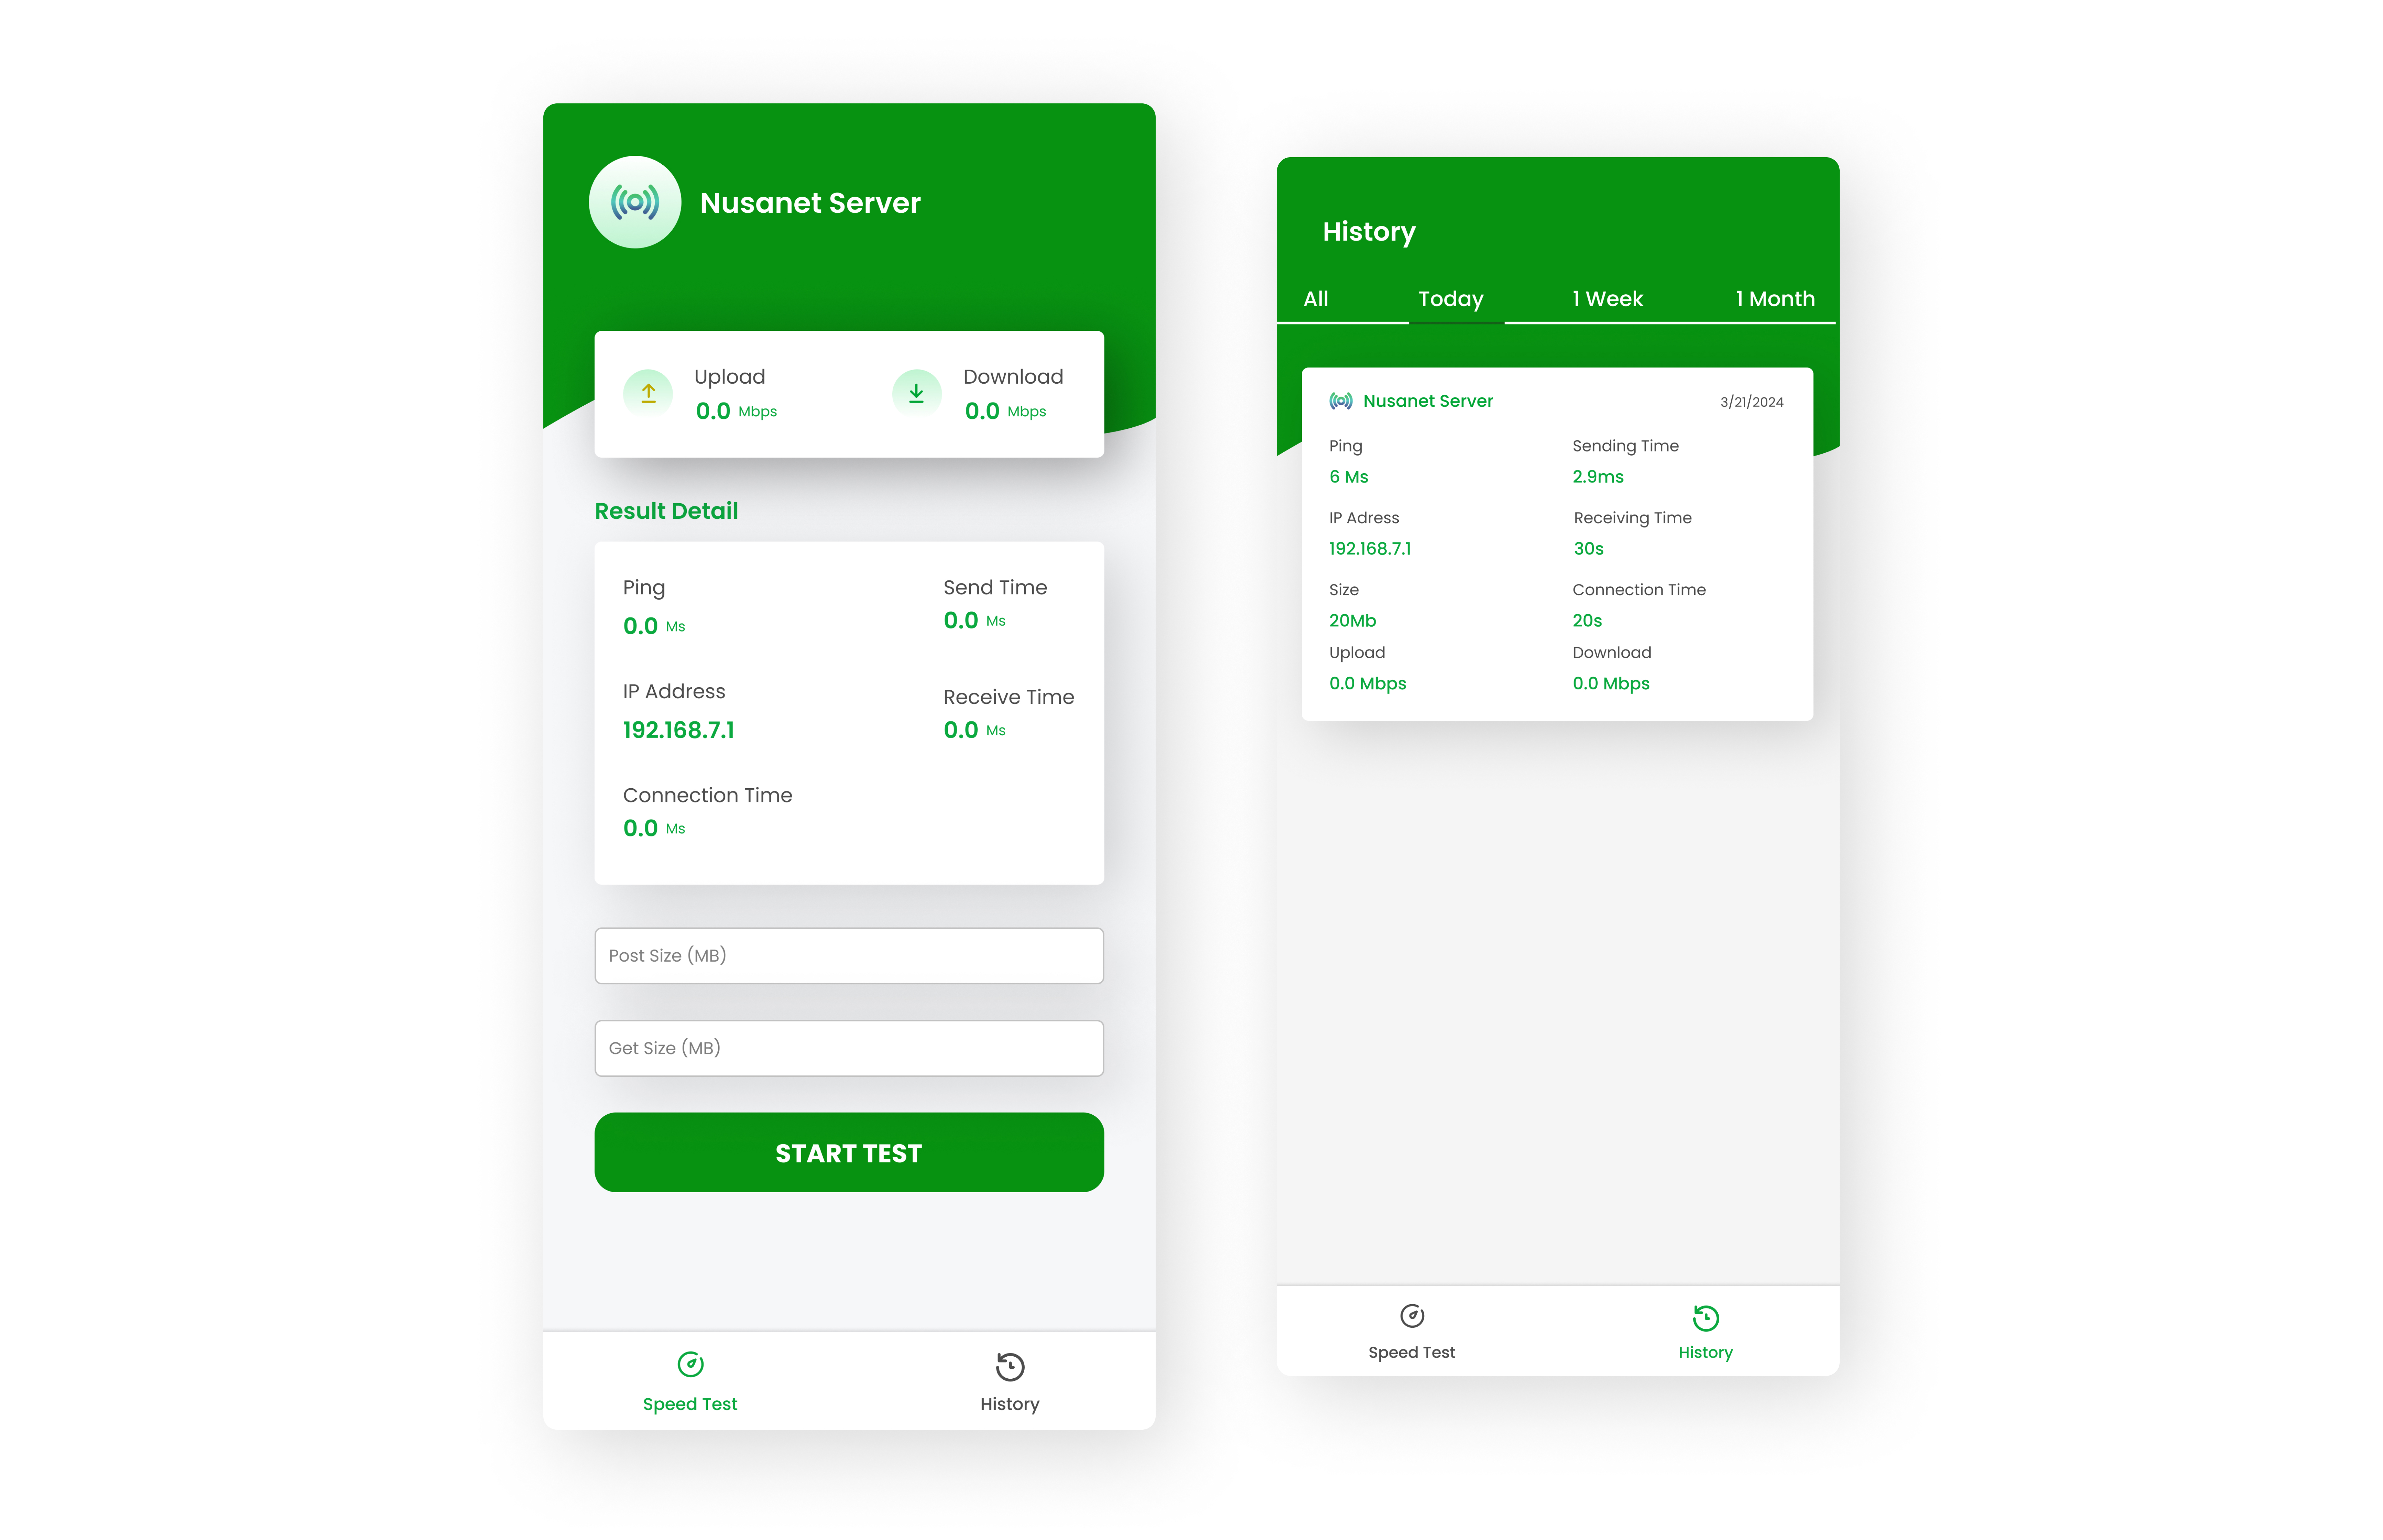 Nusanet Server
Upload
0.0 Mbps
Download
0.0 Mbps
Result Detail
Ping
0.0 Ms
Send Time
0.0 Ms
IP Address
192.168.7.1
Receive Time
0.0 Ms
Connection Time
0.0 Ms
Post Size (MB)
Get Size (MB)
START TEST
Speed Test
History
History
All Today 1 Week 1 Month
Nusanet Server 3/21/2024
Ping
6 Ms
Sending Time
2.9ms
IP Adress
192.168.7.1
Receiving Time
30s
Size
20Mb
Connection Time
20s
Upload
0.0 Mbps
Download
0.0 Mbps
Speed Test
History